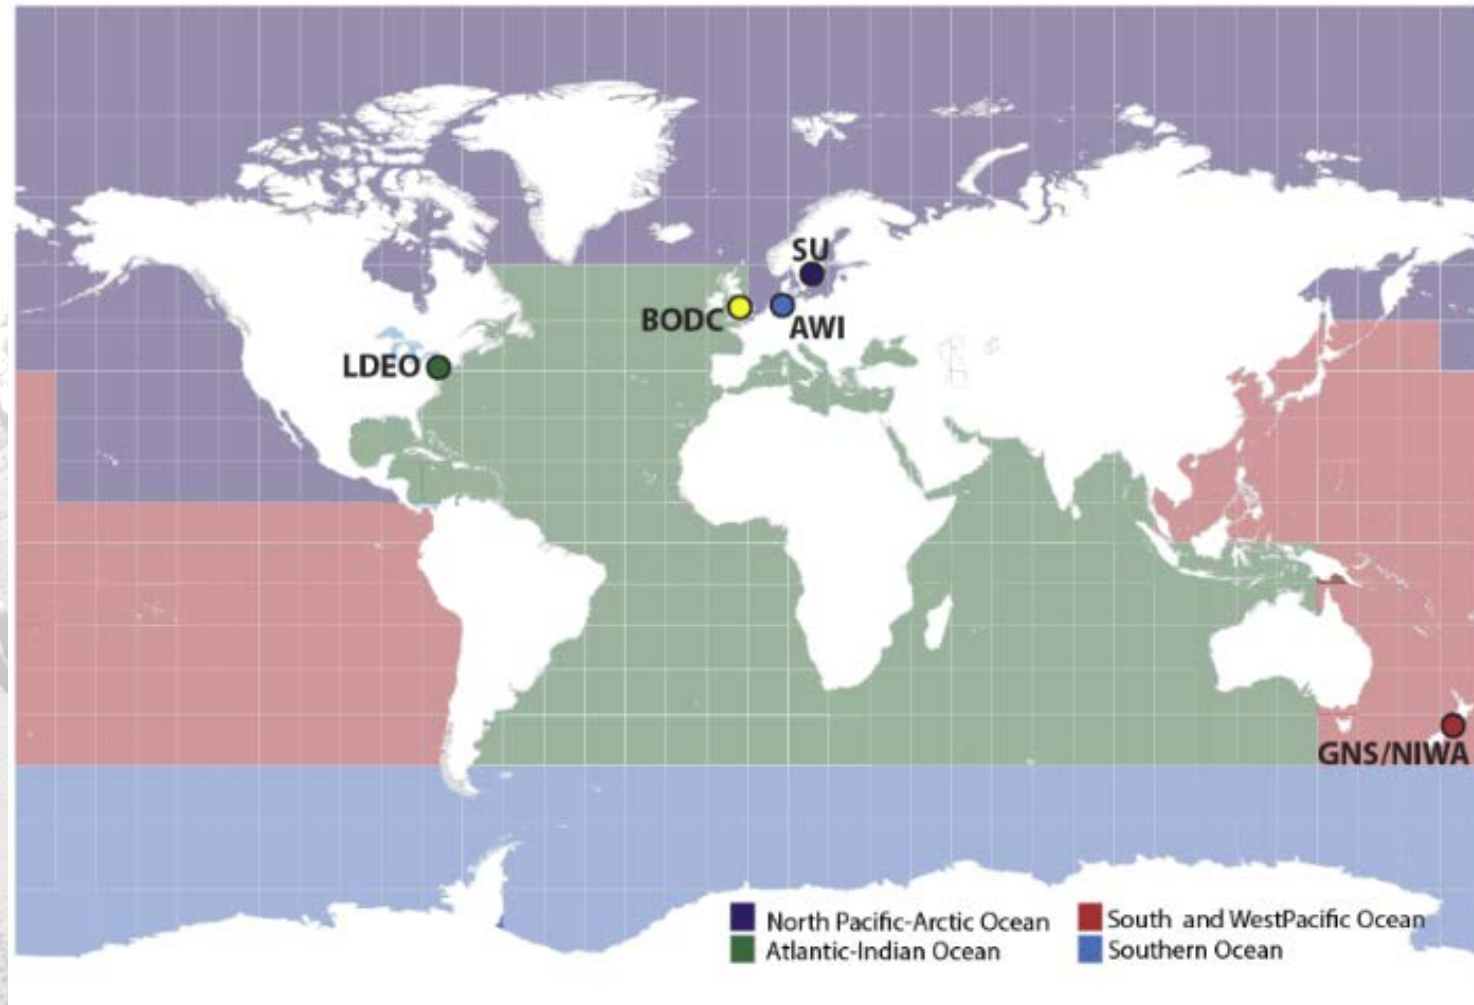 SU
BODC
AWI
LDEO
GNS/NIWA
North Pacific-Arctic Ocean
South and WestPacific Ocean
Atlantic-Indian Ocean
Southern Ocean